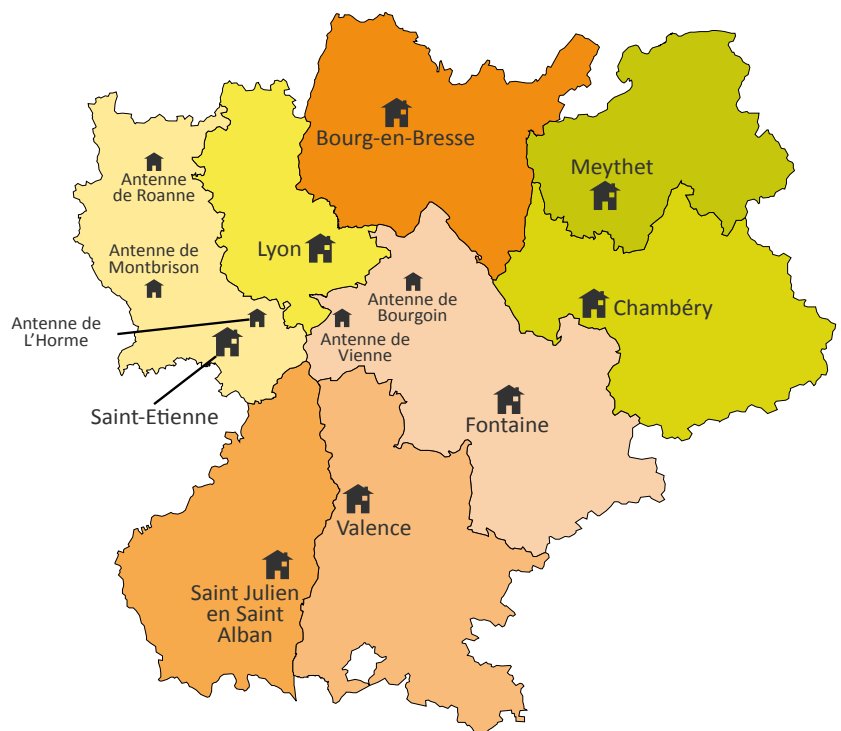 Bourg-en-Bresse
Meythet
Antenne
de Roanne
Lyon
Antenne de
Montbrison
Antenne de
Bourgoin
Chambéry
Antenne de
L'Horme
Antenne de
Vienne
Saint-Etienne
Fontaine
Valence
Saint Julien
en Saint
Alban